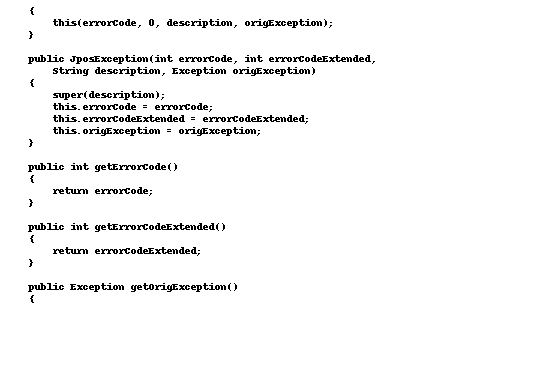 {
    this(errorCode, 0, description, origException);
}

public JposException(int errorCode, int errorCodeExtended,
    String description, Exception origException)
{
    super(description);
    this.errorCode = errorCode;
    this.errorCodeExtended = errorCodeExtended;
    this.origException = origException;
}

public int getErrorCode()
{
    return errorCode;
}

public int getErrorCodeExtended()
{
    return errorCodeExtended;
}

public Exception getOrigException()
{